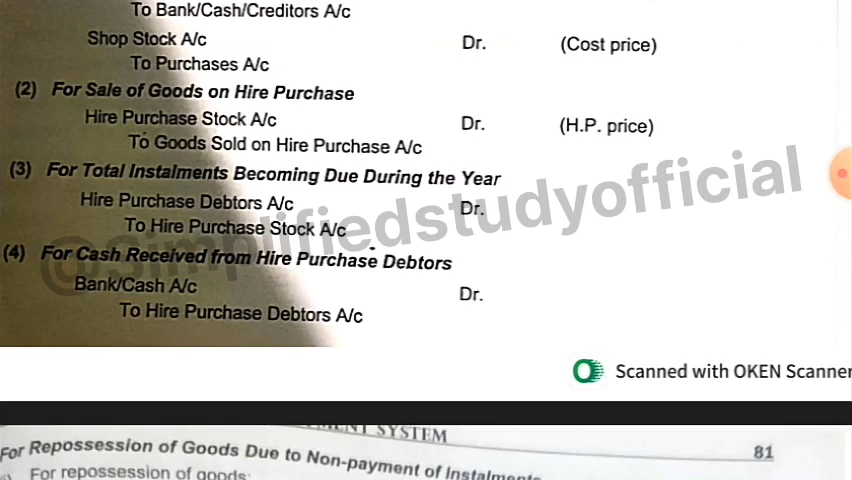 To Bank/Cash/Creditors A/c
Shop Stock A/c Dr. (Cost price)
To Purchases A/c
(2) For Sale of Goods on Hire Purchase
Hire Purchase Stock A/c Dr. (H.P. price)
To Goods Sold on Hire Purchase A/c
(3) For Total Instalments Becoming Due During the Year
Hire Purchase Debtors A/c Dr.
To Hire Purchase Stock A/c
(4) For Cash Received from Hire Purchase Debtors
Bank/Cash A/c Dr.
To Hire Purchase Debtors A/c
@Simplifiedstudyofficial
Scanned with OKEN Scanner
SYSTEM 81
For Repossession of Goods Due to Non-payment of Instalments
For repossession of goods: